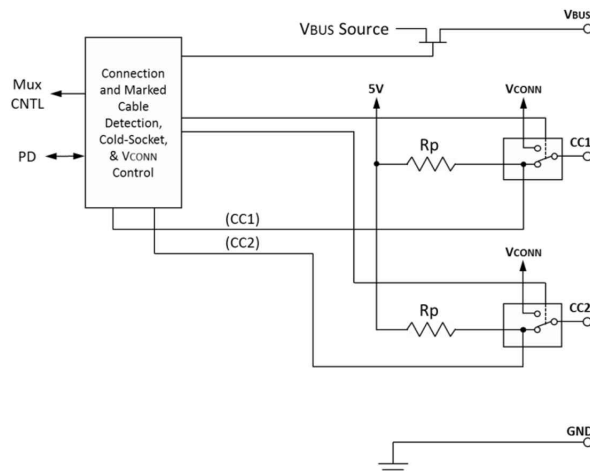 VBUS Source
VBUS
Connection
and Marked
Cable
Detection,
Cold-Socket,
& VCONN
Control
Mux
CNTL
PD
5V
VCONN
Rp
CC1
(CC1)
(CC2)
VCONN
Rp
CC2
GND